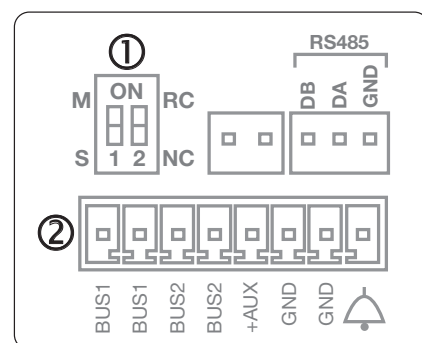 RS485
①
M ON RC
DB DA GND
S 1 2 NC
②
BUS1 BUS1 BUS2 BUS2 +AUX GND GND